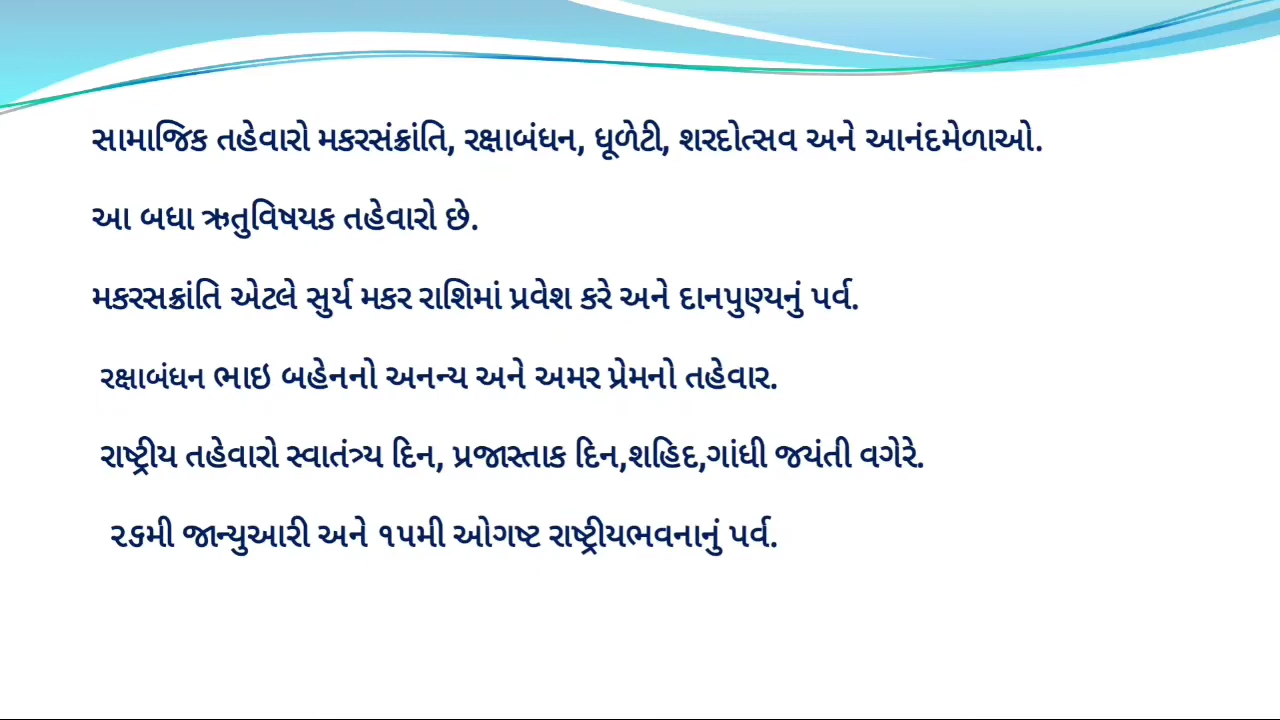 સામાજિક તહેવારો મકરસંક્રાંતિ, રક્ષાબંધન, ધૂળેટી, શરદોત્સવ અને આનંદમેળાઓ.
આ બધા ઋતુવિષયક તહેવારો છે.
મકરસક્રાંતિ એટલે સુર્ય મકર રાશિમાં પ્રવેશ કરે અને દાનપુણ્યનું પર્વ.
રક્ષાબંધન ભાઇ બહેનનો અનન્ય અને અમર પ્રેમનો તહેવાર.
રાષ્ટ્રીય તહેવારો સ્વાતંત્ર્ય દિન, પ્રજાસ્તાક દિન,શહિદ,ગાંધી જયંતી વગેરે.
૨૬મી જાન્યુઆરી અને ૧૫મી ઓગષ્ટ રાષ્ટ્રીયભવનાનું પર્વ.